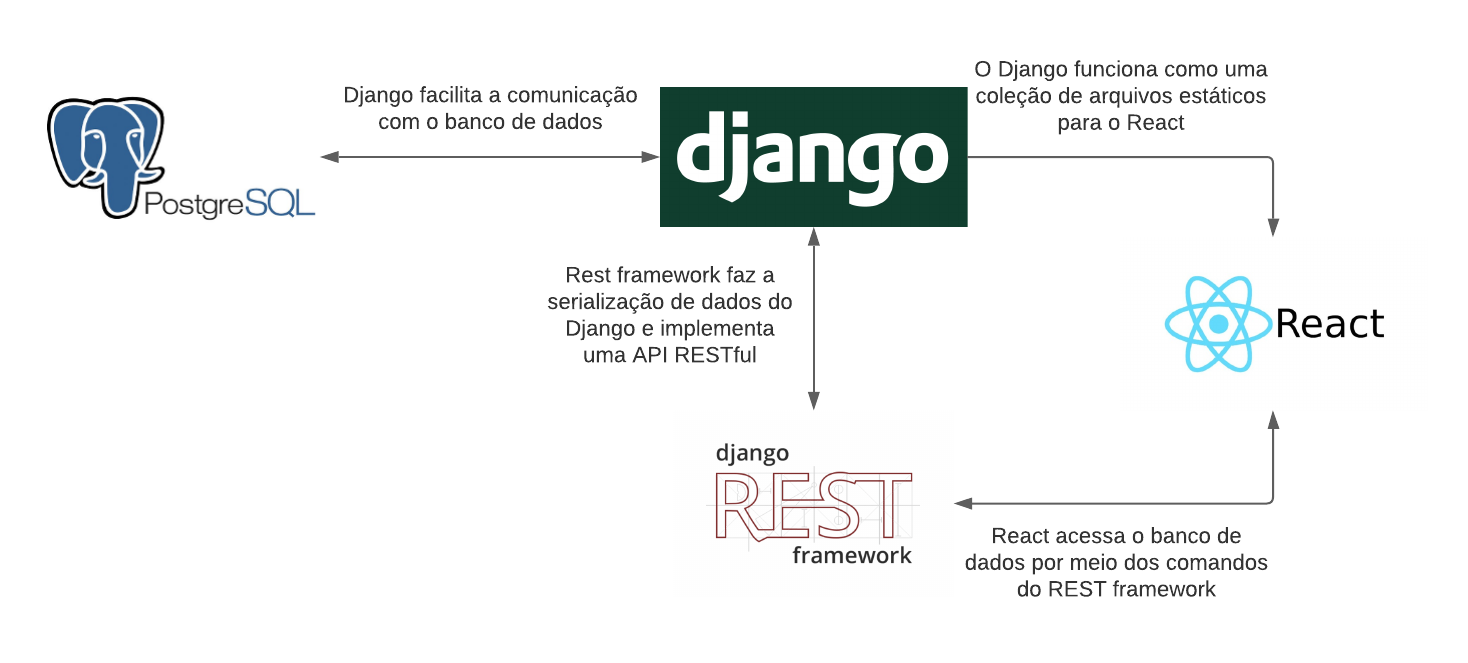 Django facilita a comunicação
com o banco de dados
O Django funciona como uma
coleção de arquivos estáticos
para o React
django
PostgreSQL
Rest framework faz a
serialização de dados do
Django e implementa
uma API RESTful
React
django
REST
framework
React acessa o banco de
dados por meio dos comandos
do REST framework